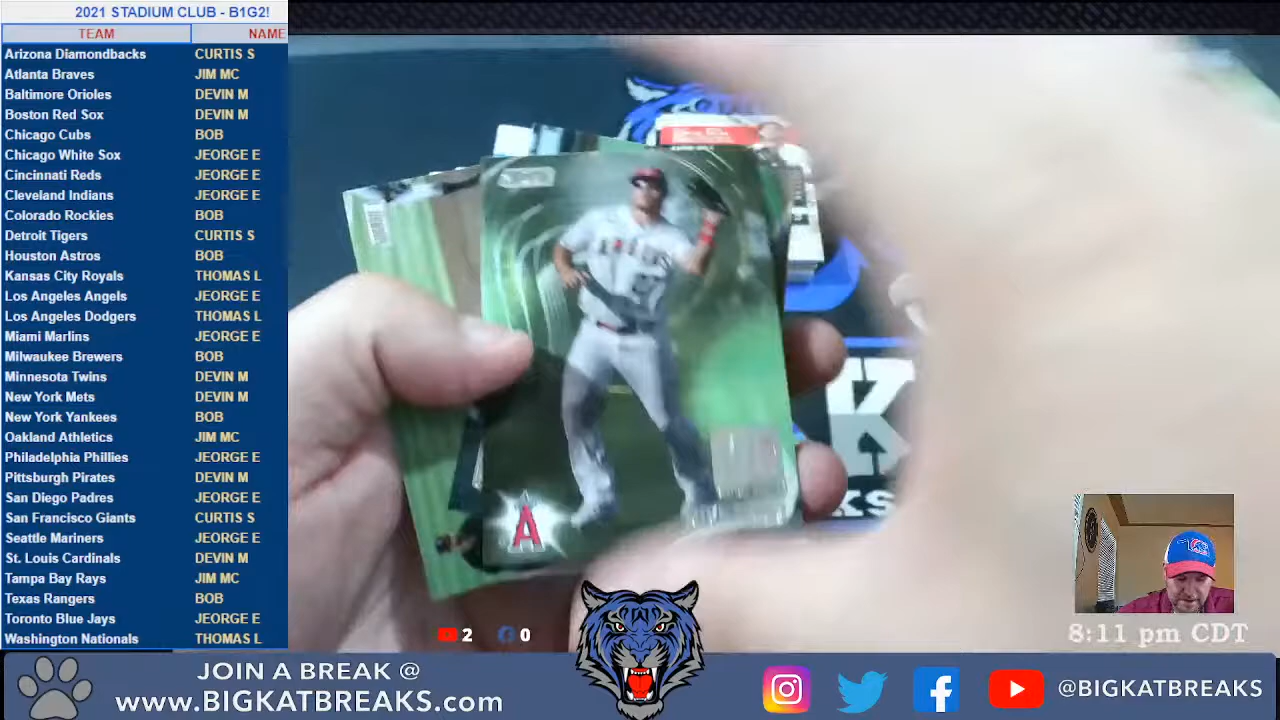 2021 STADIUM CLUB - B1G2!
TEAM NAME
Arizona Diamondbacks CURTIS S
Atlanta Braves JIM MC
Baltimore Orioles DEVIN M
Boston Red Sox DEVIN M
Chicago Cubs BOB
Chicago White Sox JEORGE E
Cincinnati Reds JEORGE E
Cleveland Indians JEORGE E
Colorado Rockies BOB
Detroit Tigers CURTIS S
Houston Astros BOB
Kansas City Royals THOMAS L
Los Angeles Angels JEORGE E
Los Angeles Dodgers THOMAS L
Miami Marlins JEORGE E
Milwaukee Brewers BOB
Minnesota Twins DEVIN M
New York Mets DEVIN M
New York Yankees BOB
Oakland Athletics JIM MC
Philadelphia Phillies JEORGE E
Pittsburgh Pirates DEVIN M
San Diego Padres JEORGE E
San Francisco Giants CURTIS S
Seattle Mariners JEORGE E
St. Louis Cardinals DEVIN M
Tampa Bay Rays JIM MC
Texas Rangers BOB
Toronto Blue Jays JEORGE E
Washington Nationals THOMAS L
A
K
KS
2 0
8:11 pm CDT
JOIN A BREAK @
www.BIGKATBREAKS.com
@BIGKATBREAKS